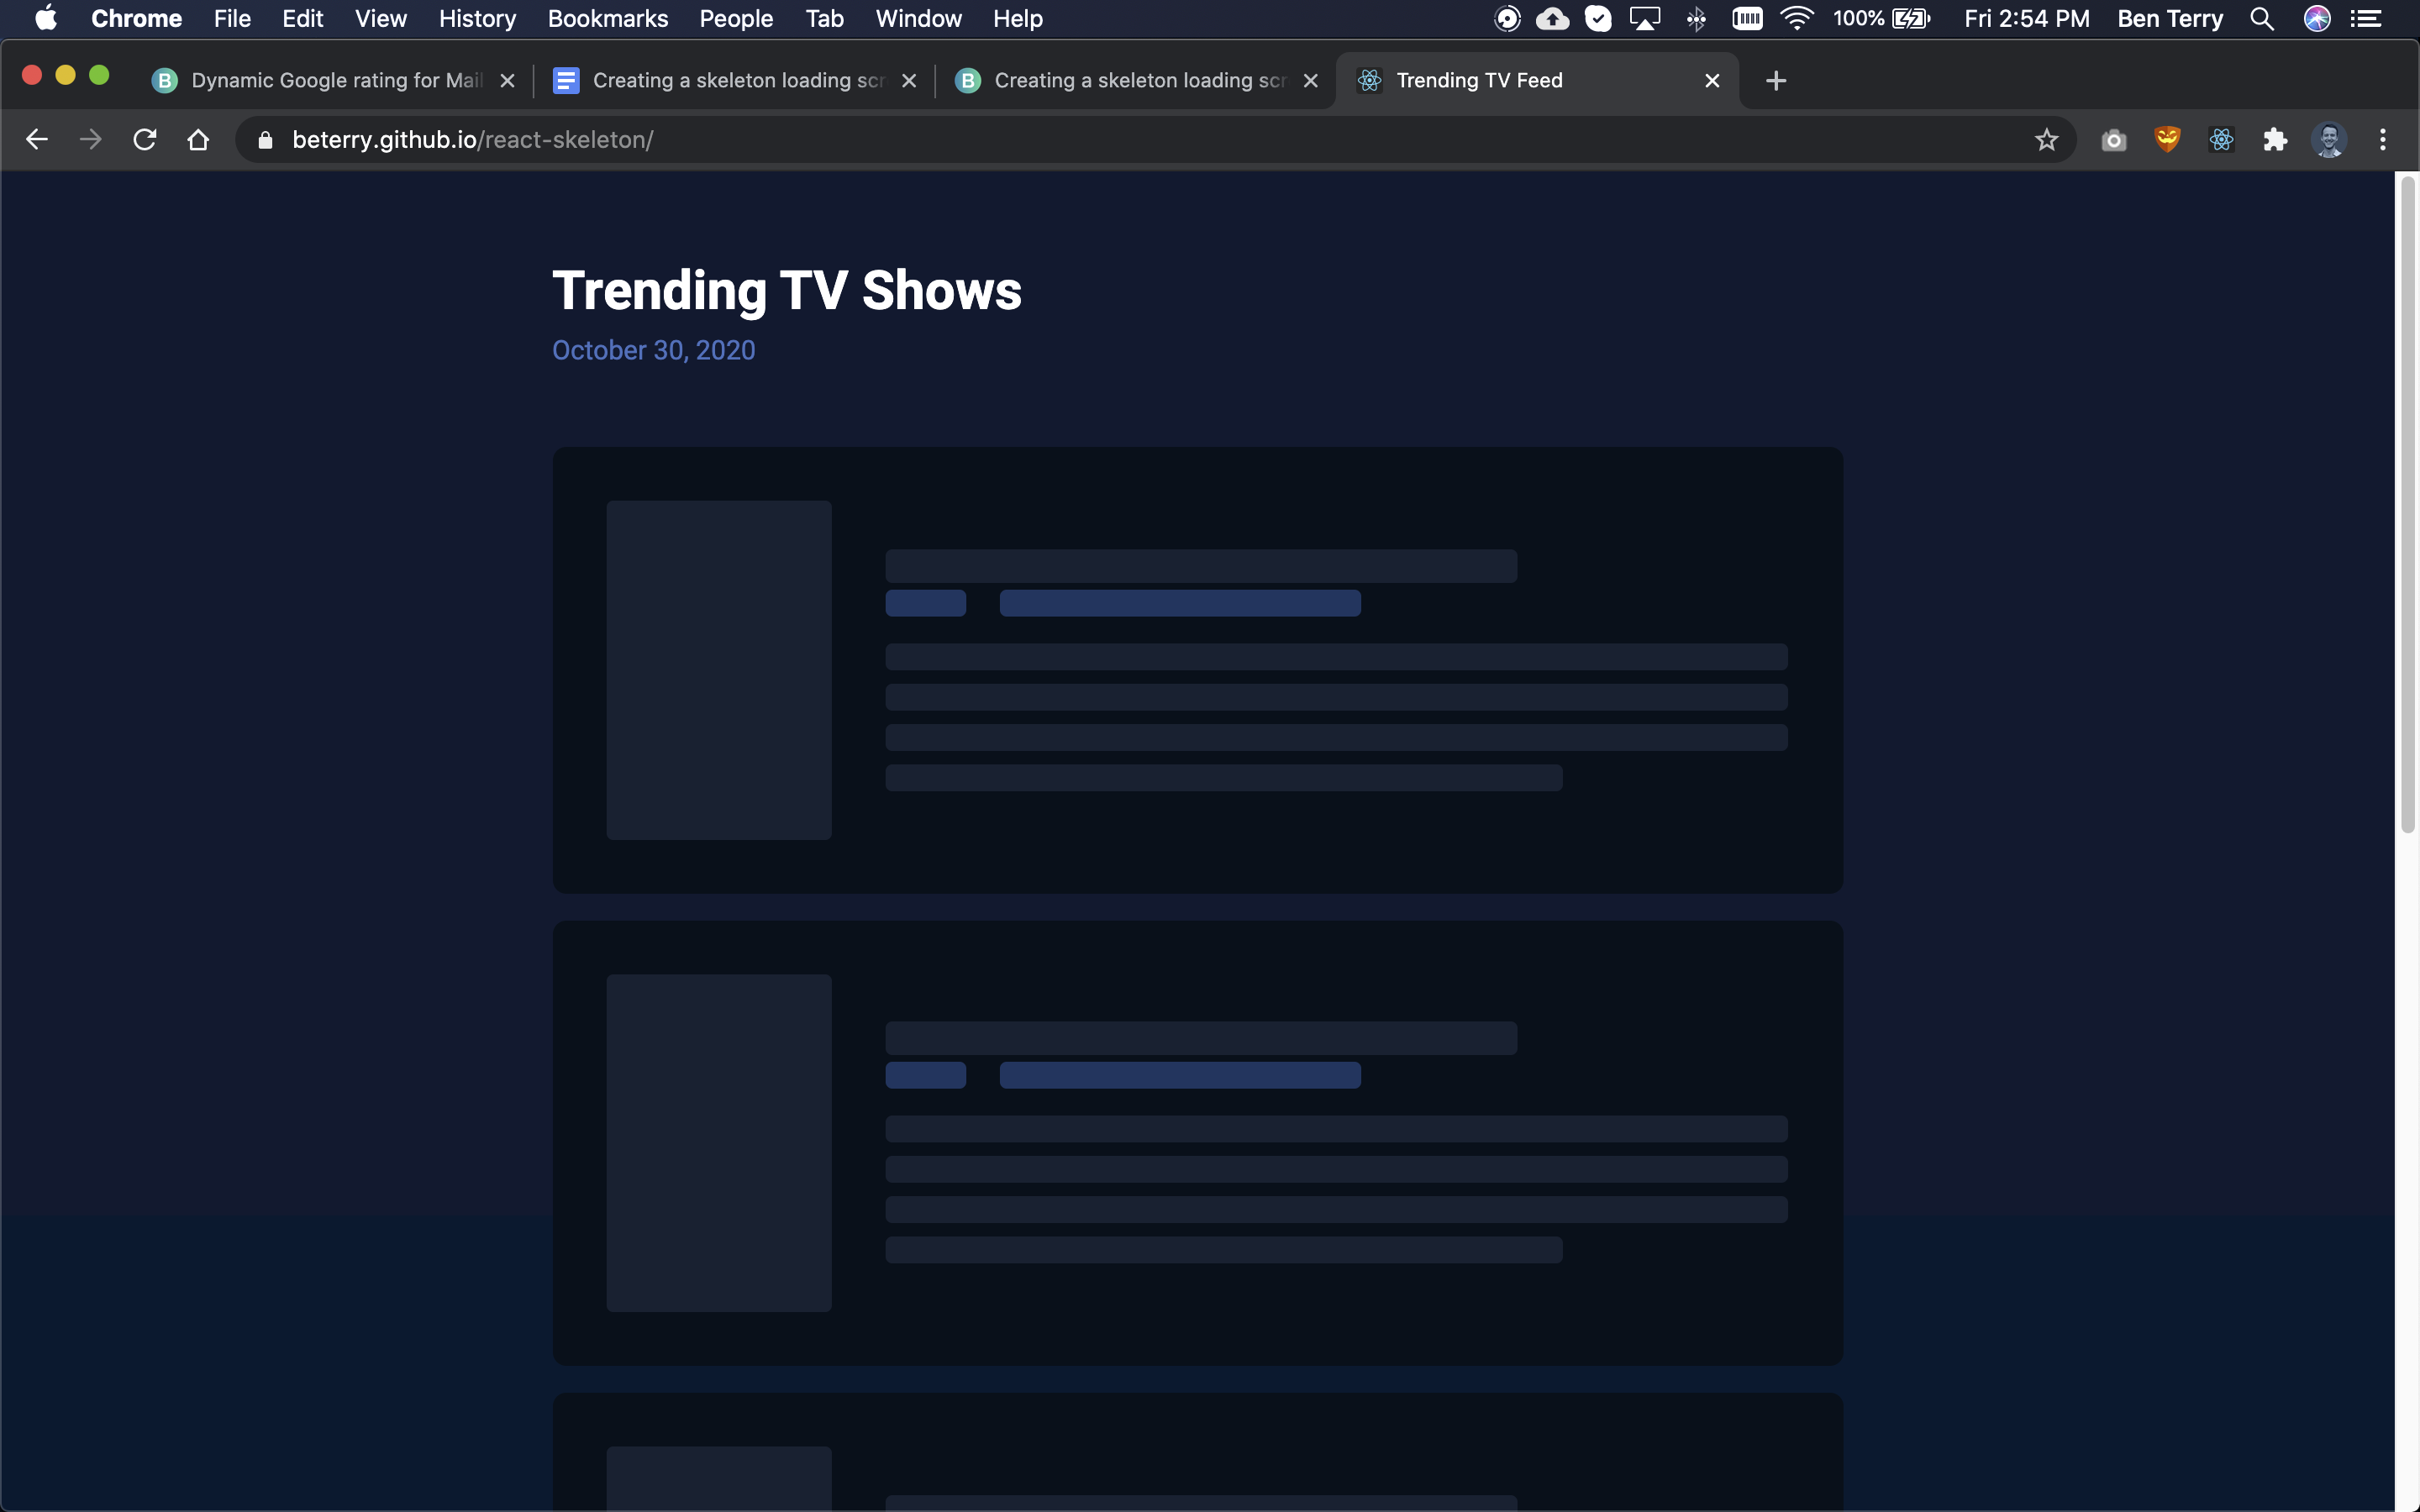 Chrome File Edit View History Bookmarks People Tab Window Help 100% Fri 2:54 PM Ben Terry
B Dynamic Google rating for Mail Creating a skeleton loading scr B Creating a skeleton loading scr Trending TV Feed
beterry.github.io/react-skeleton/
Trending TV Shows
October 30, 2020